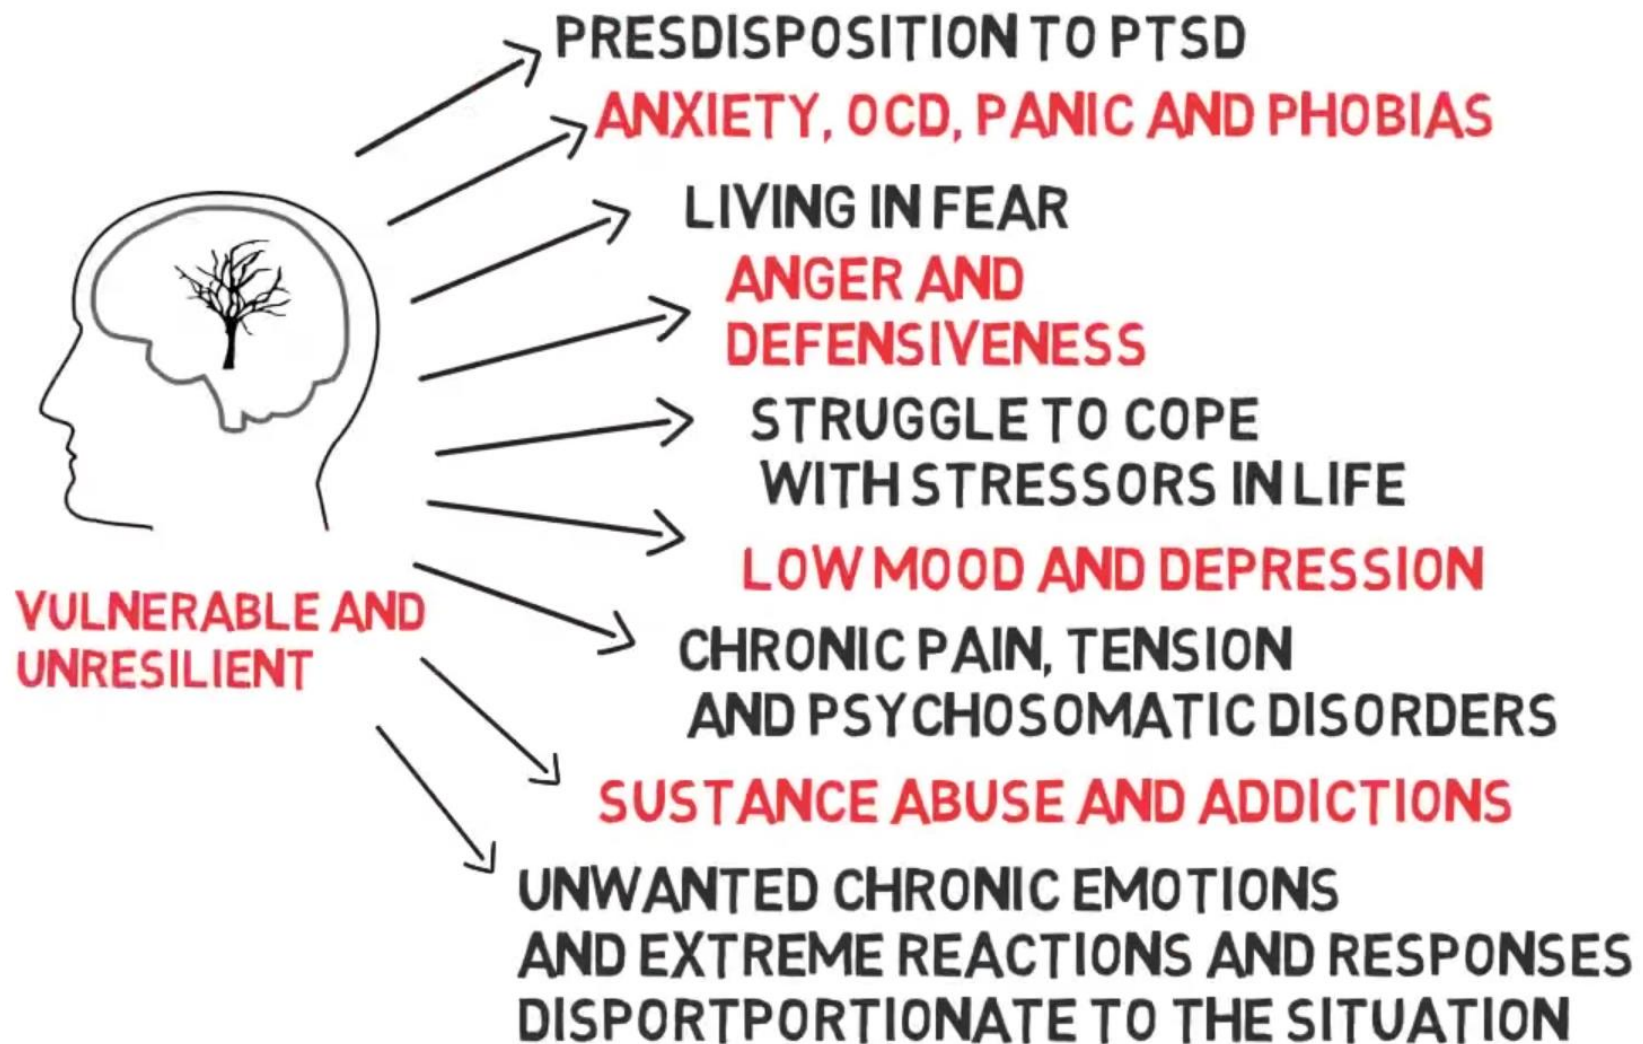 PRESDISPOSITION TO PTSD
ANXIETY, OCD, PANIC AND PHOBIAS
LIVING IN FEAR
ANGER AND
DEFENSIVENESS
STRUGGLE TO COPE
WITH STRESSORS IN LIFE
LOW MOOD AND DEPRESSION
VULNERABLE AND
UNRESILIENT
CHRONIC PAIN, TENSION
AND PSYCHOSOMATIC DISORDERS
SUSTANCE ABUSE AND ADDICTIONS
UNWANTED CHRONIC EMOTIONS
AND EXTREME REACTIONS AND RESPONSES
DISPORTPORTIONATE TO THE SITUATION